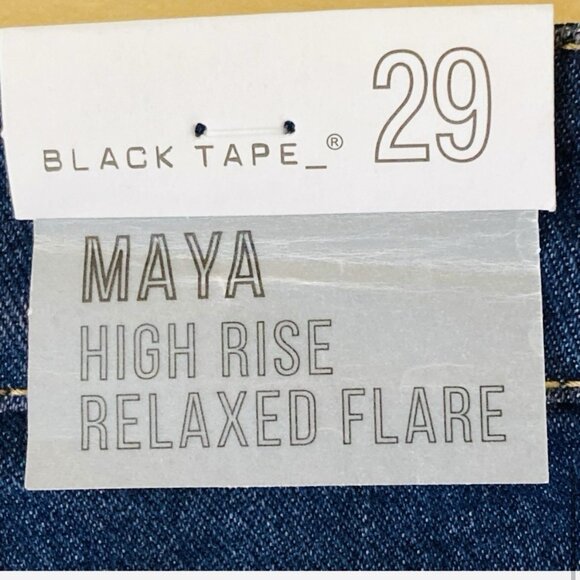 BLACK TAPE_® 29
MAYA
HIGH RISE
RELAXED FLARE